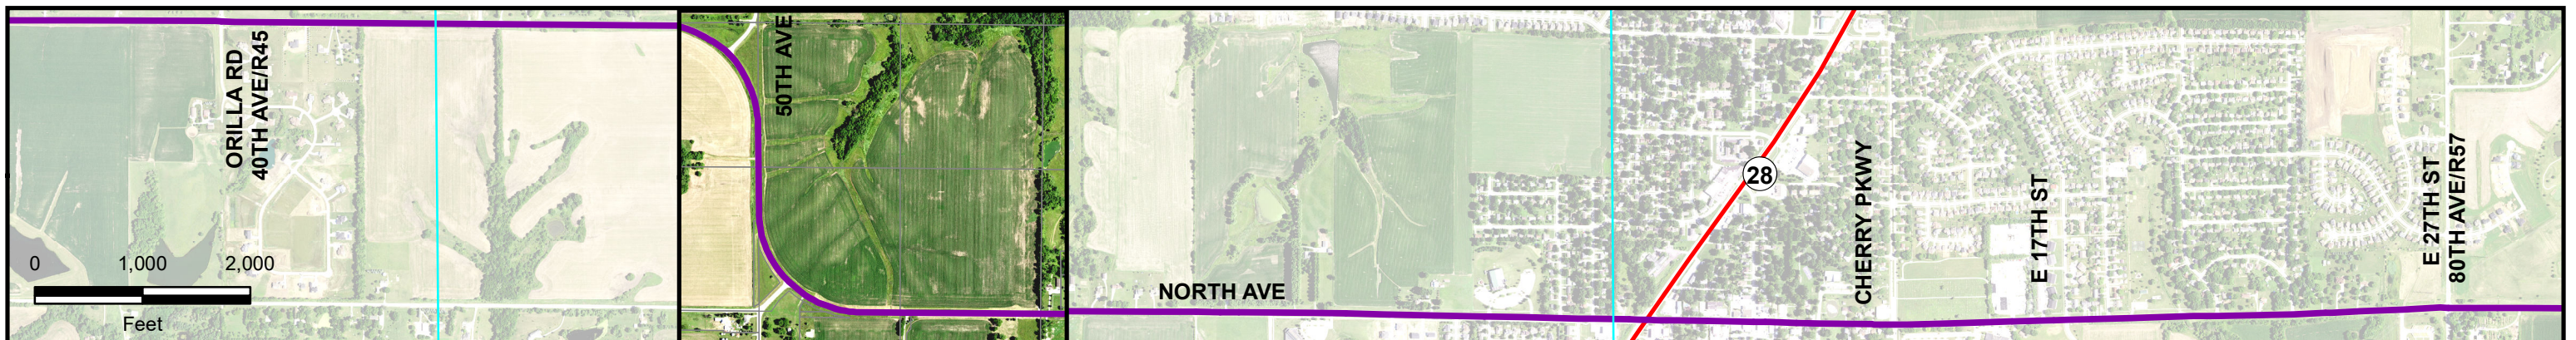 ORILLA RD
40TH AVE/R45
0 1,000 2,000
Feet
50TH AVE
NORTH AVE
28
CHERRY PKWY
E 17TH ST
E 27TH ST
80TH AVE/R57